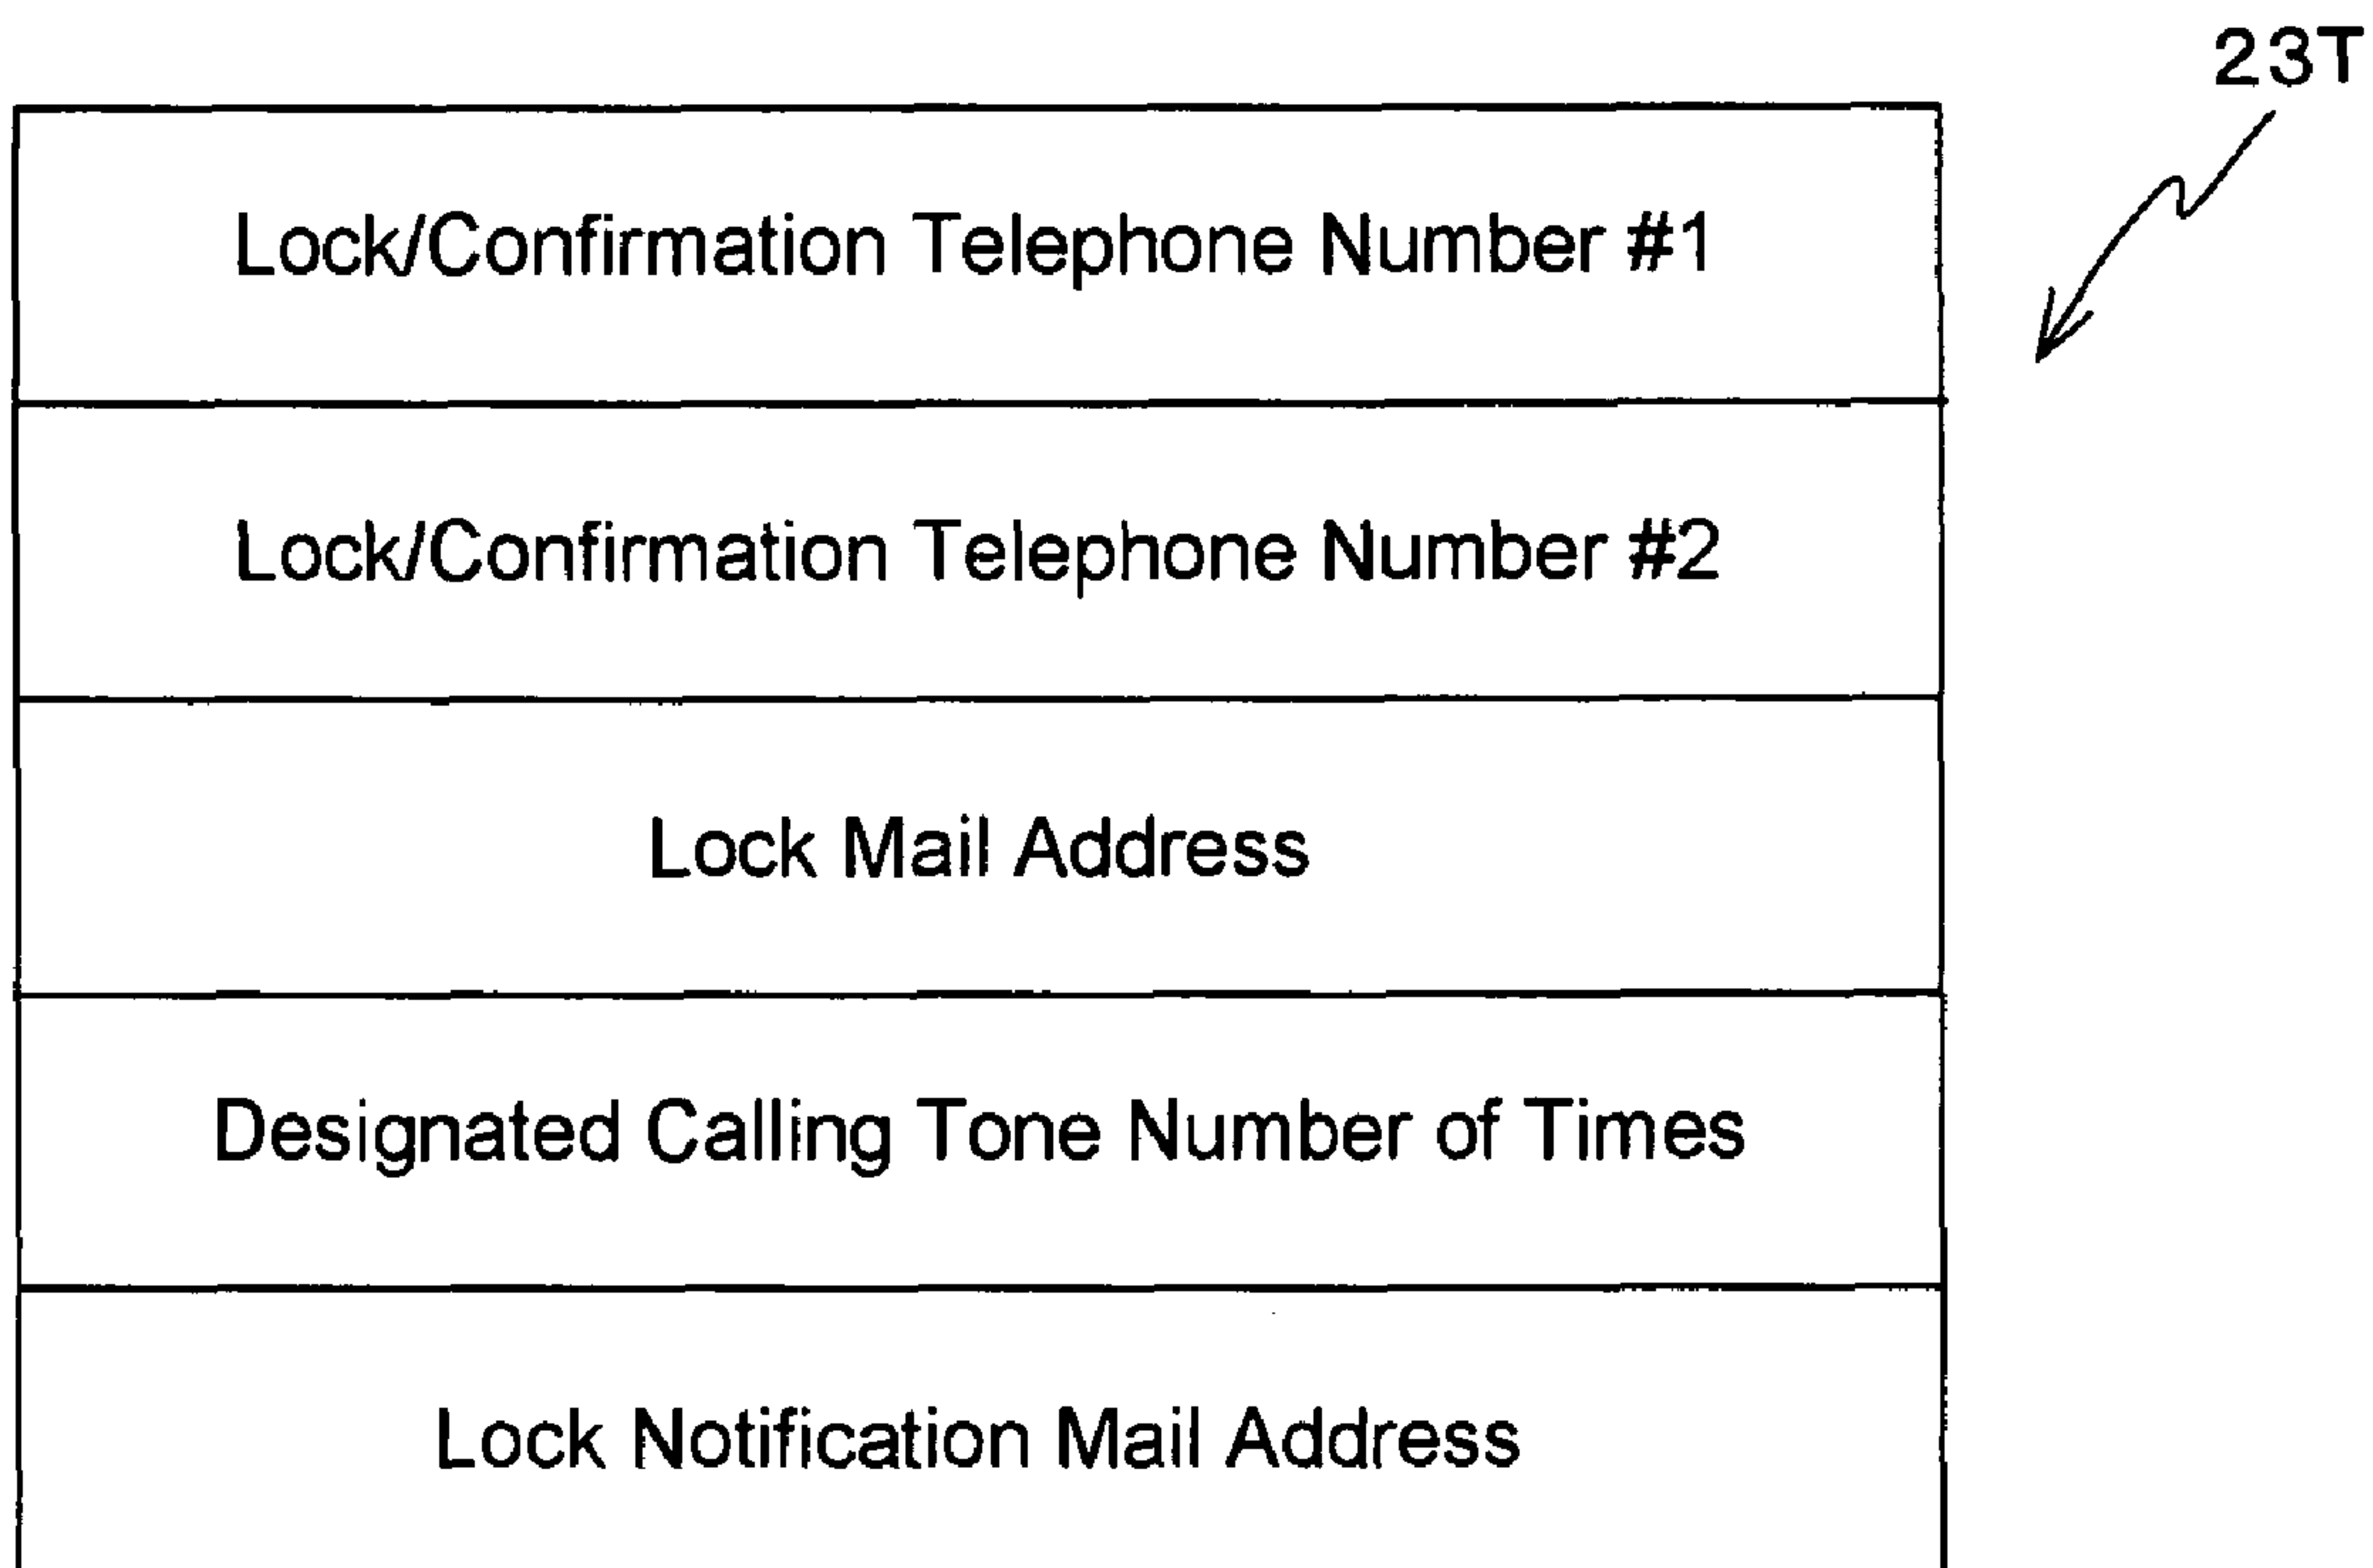 23T
Lock/Confirmation Telephone Number #1
Lock/Confirmation Telephone Number #2
Lock Mail Address
Designated Calling Tone Number of Times
Lock Notification Mail Address